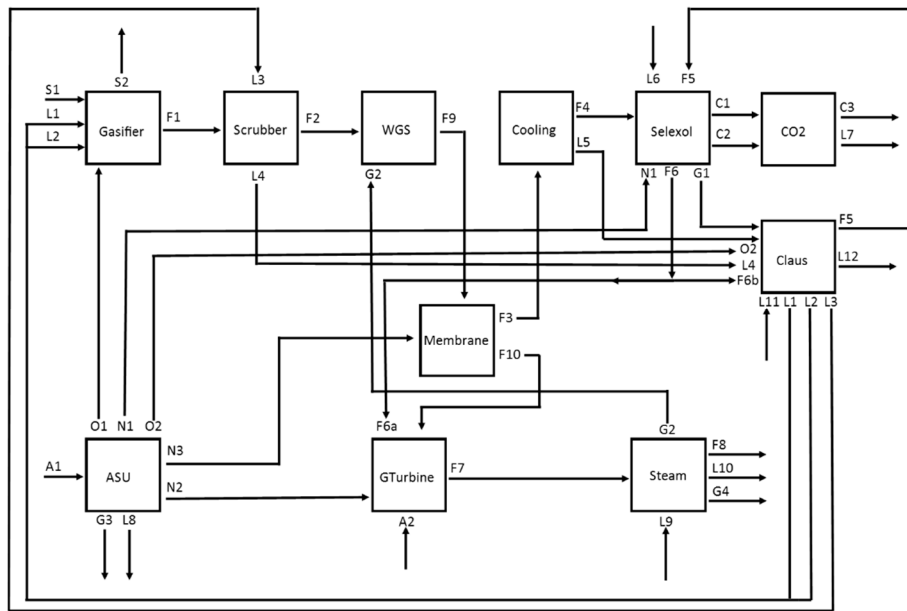 L3
L6
F5
S2
S1
L1
L2
Gasifier
F1
Scrubber
F2
WGS
F9
Cooling
F4
L5
Selexol
C1
C2
CO2
C3
L7
L4
G2
N1
F6
G1
O2
L4
F6b
Claus
F5
L12
L11
L1
L2
L3
Membrane
F3
F10
O1
N1
O2
F6a
G2
A1
ASU
N3
N2
GTurbine
F7
Steam
F8
L10
G4
G3
L8
A2
L9